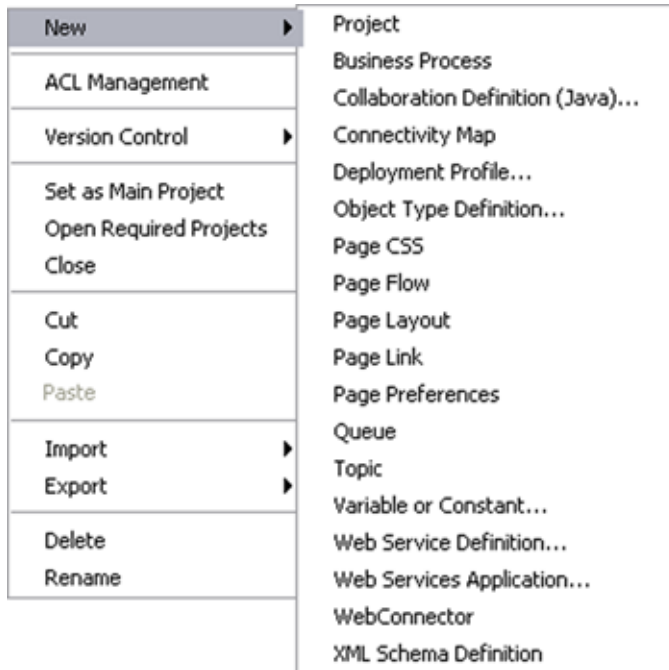 New
ACL Management
Version Control
Set as Main Project
Open Required Projects
Close
Cut
Copy
Paste
Import
Export
Delete
Rename
Project
Business Process
Collaboration Definition (Java)...
Connectivity Map
Deployment Profile...
Object Type Definition...
Page CSS
Page Flow
Page Layout
Page Link
Page Preferences
Queue
Topic
Variable or Constant...
Web Service Definition...
Web Services Application...
WebConnector
XML Schema Definition